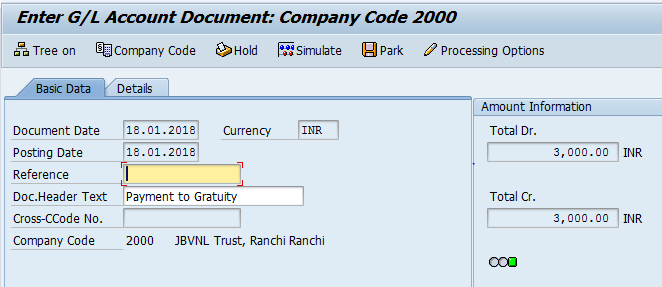 Enter G/L Account Document: Company Code 2000
Tree on Company Code Hold Simulate Park Processing Options
Basic Data Details
Document Date 18.01.2018 Currency INR
Posting Date 18.01.2018
Reference
Doc.Header Text Payment to Gratuity
Cross-CCode No.
Company Code 2000 JBVNL Trust, Ranchi Ranchi
Amount Information
Total Dr.
3,000.00 INR
Total Cr.
3,000.00 INR